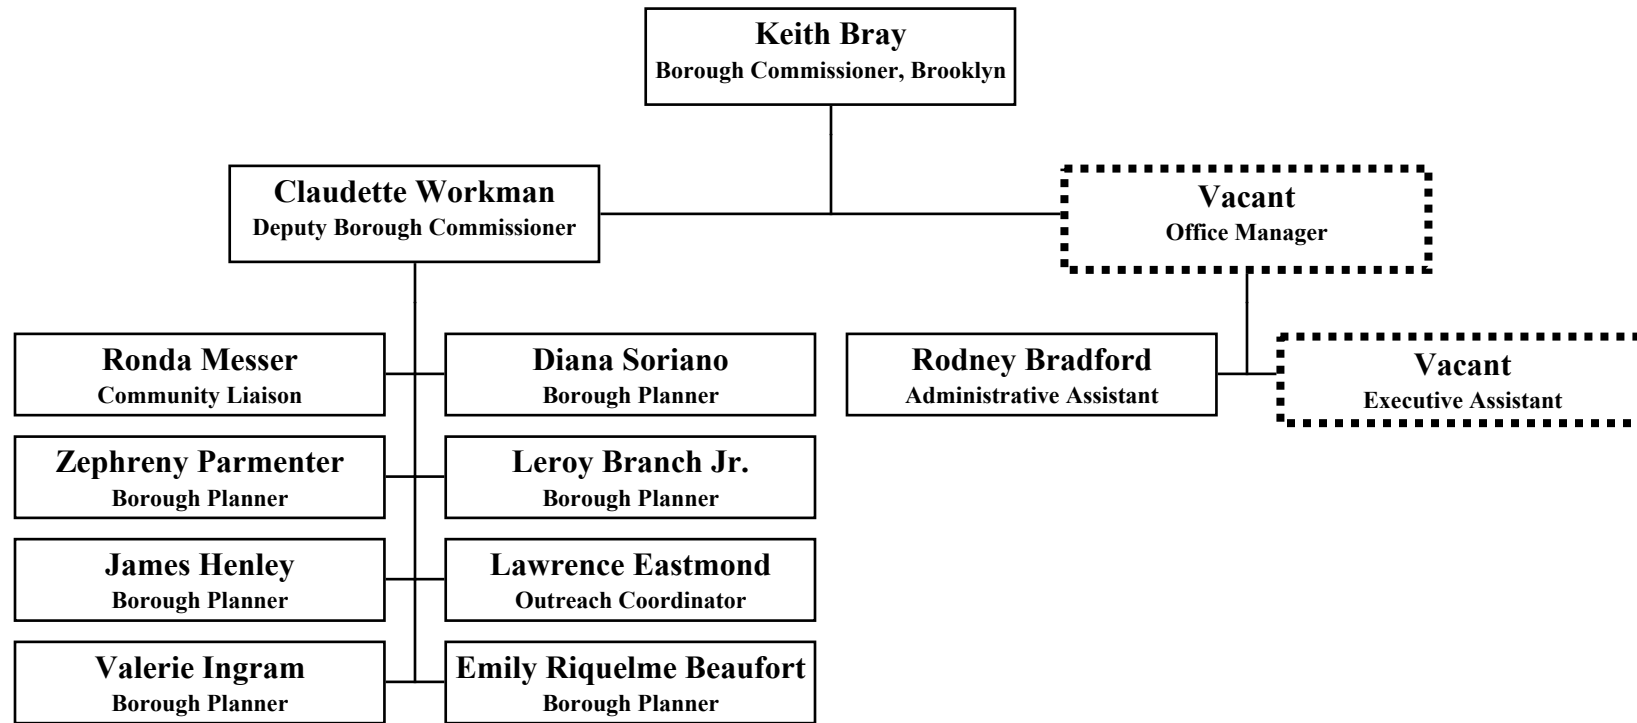 Keith Bray
Borough Commissioner, Brooklyn
Claudette Workman
Deputy Borough Commissioner
Vacant
Office Manager
Ronda Messer
Community Liaison
Diana Soriano
Borough Planner
Rodney Bradford
Administrative Assistant
Vacant
Executive Assistant
Zephreny Parmenter
Borough Planner
Leroy Branch Jr.
Borough Planner
James Henley
Borough Planner
Lawrence Eastmond
Outreach Coordinator
Valerie Ingram
Borough Planner
Emily Riquelme Beaufort
Borough Planner